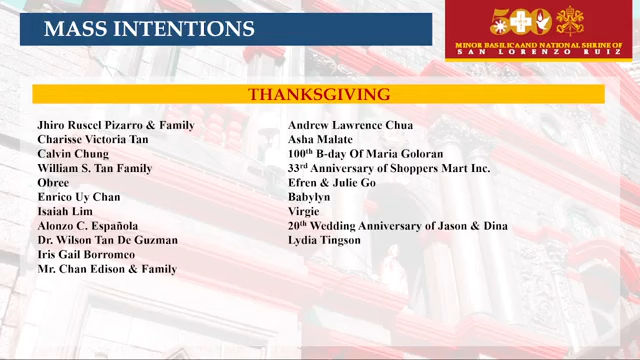 MASS INTENTIONS
500
MINOR BASILICA AND NATIONAL SHRINE OF
SAN LORENZO RUIZ
THANKSGIVING
Jhiro Ruscel Pizarro & Family
Charisse Victoria Tan
Calvin Chung
William S. Tan Family
Obree
Enrico Uy Chan
Isaiah Lim
Alonzo C. Española
Dr. Wilson Tan De Guzman
Iris Gail Borromeo
Mr. Chan Edison & Family
Andrew Lawrence Chua
Asha Malate
100th B-day Of Maria Goloran
33rd Anniversary of Shoppers Mart Inc.
Efren & Julie Go
Babylyn
Virgie
20th Wedding Anniversary of Jason & Dina
Lydia Tingson